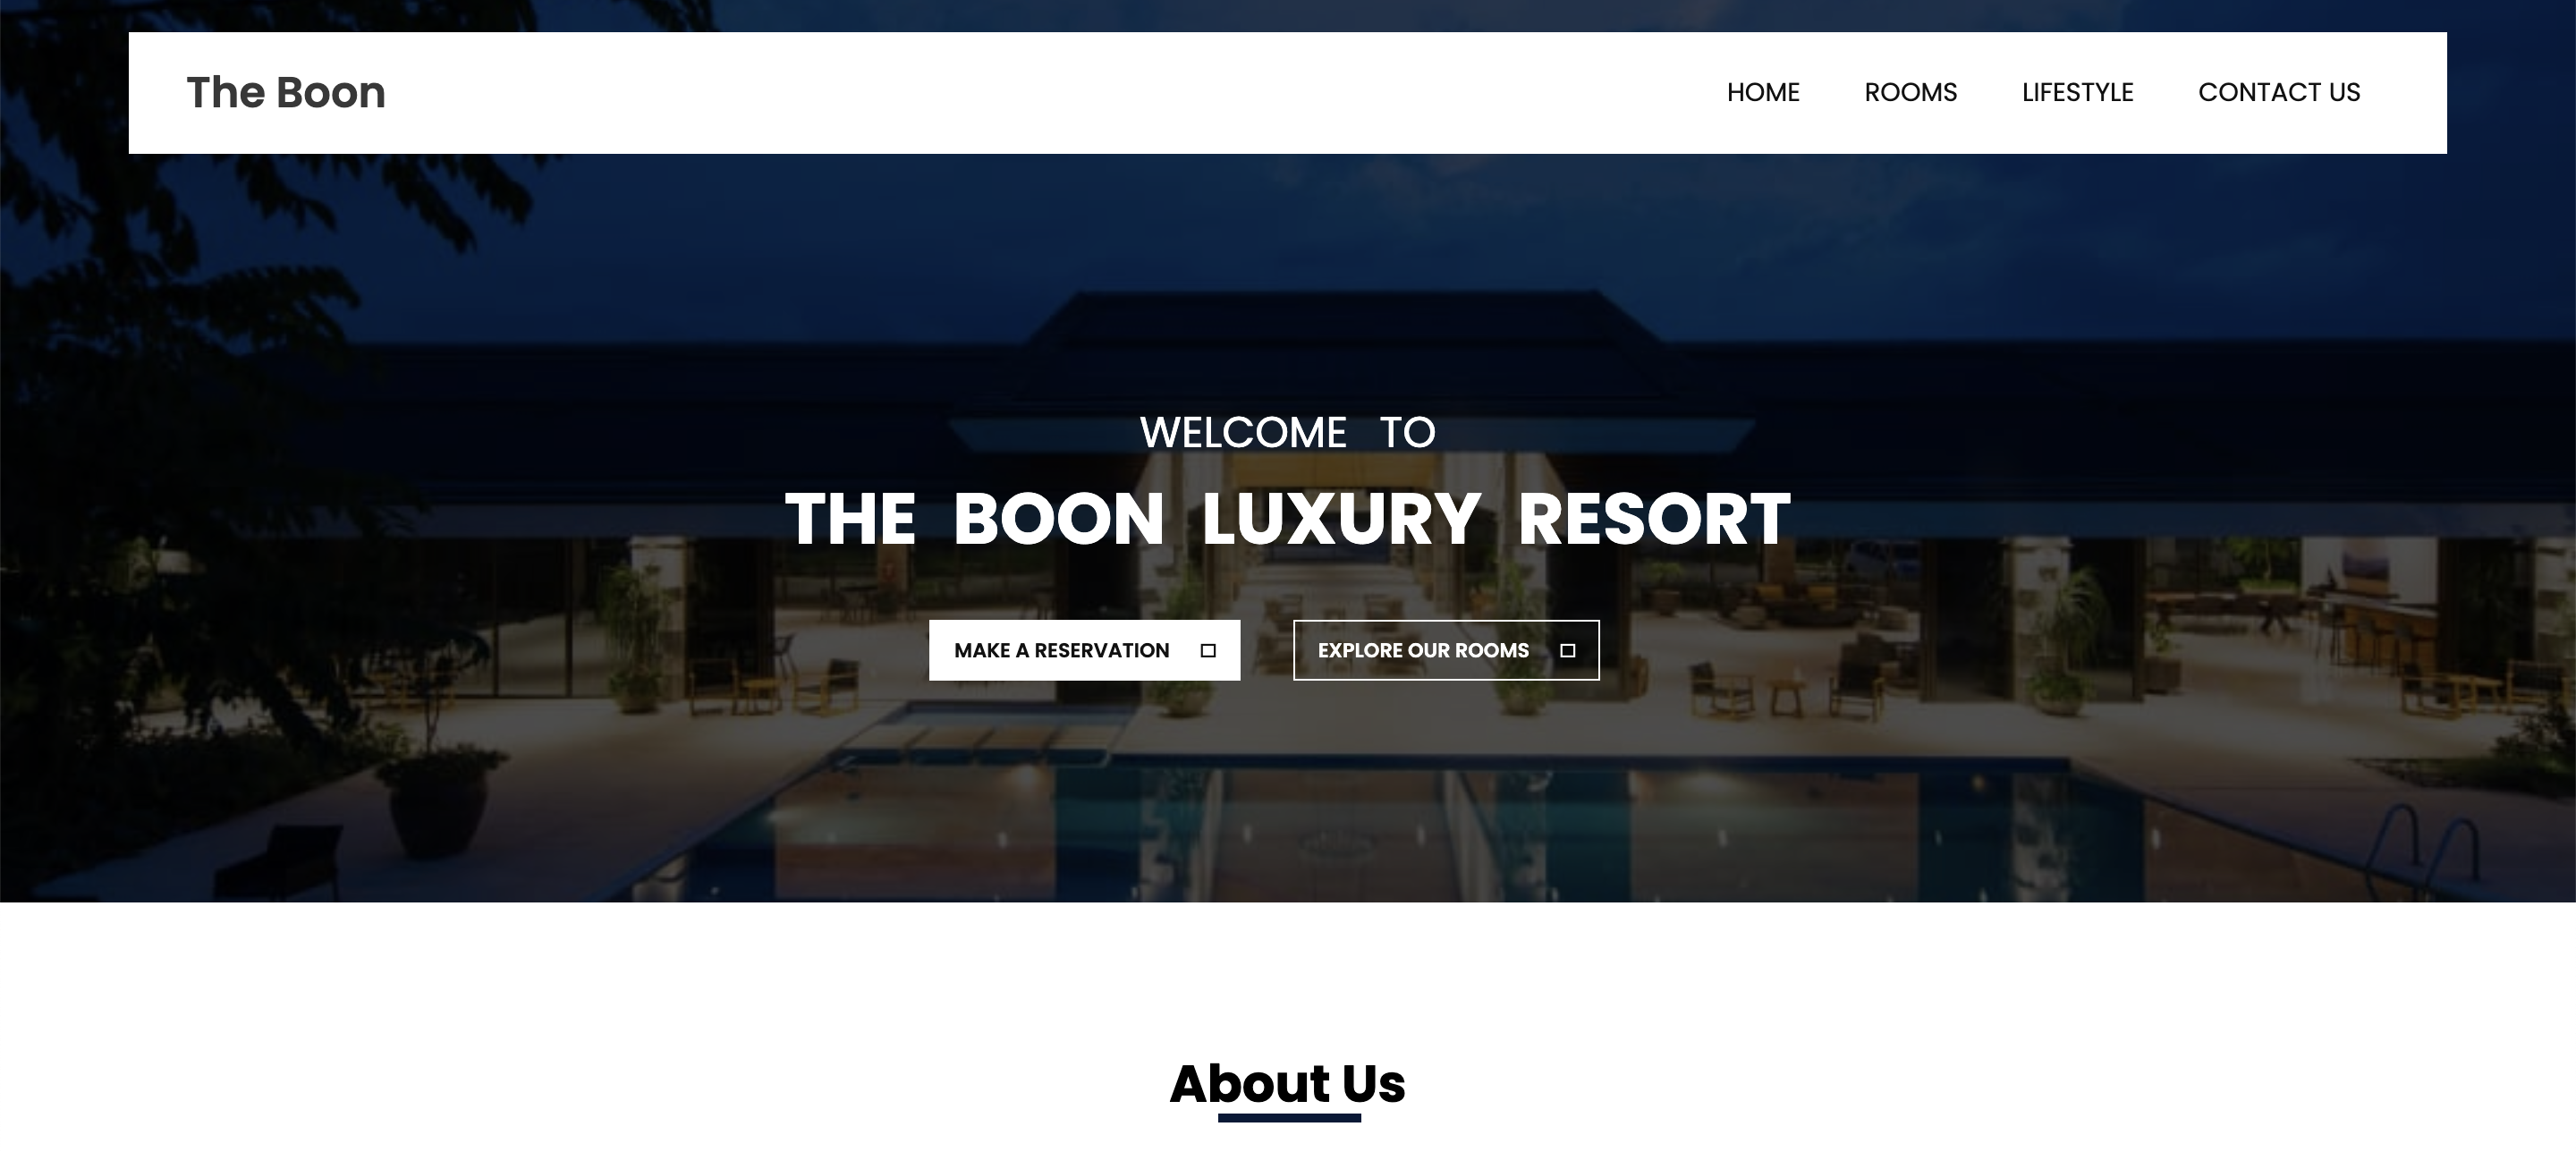 The Boon
HOME ROOMS LIFESTYLE CONTACT US
WELCOME TO
THE BOON LUXURY RESORT
MAKE A RESERVATION EXPLORE OUR ROOMS
About Us